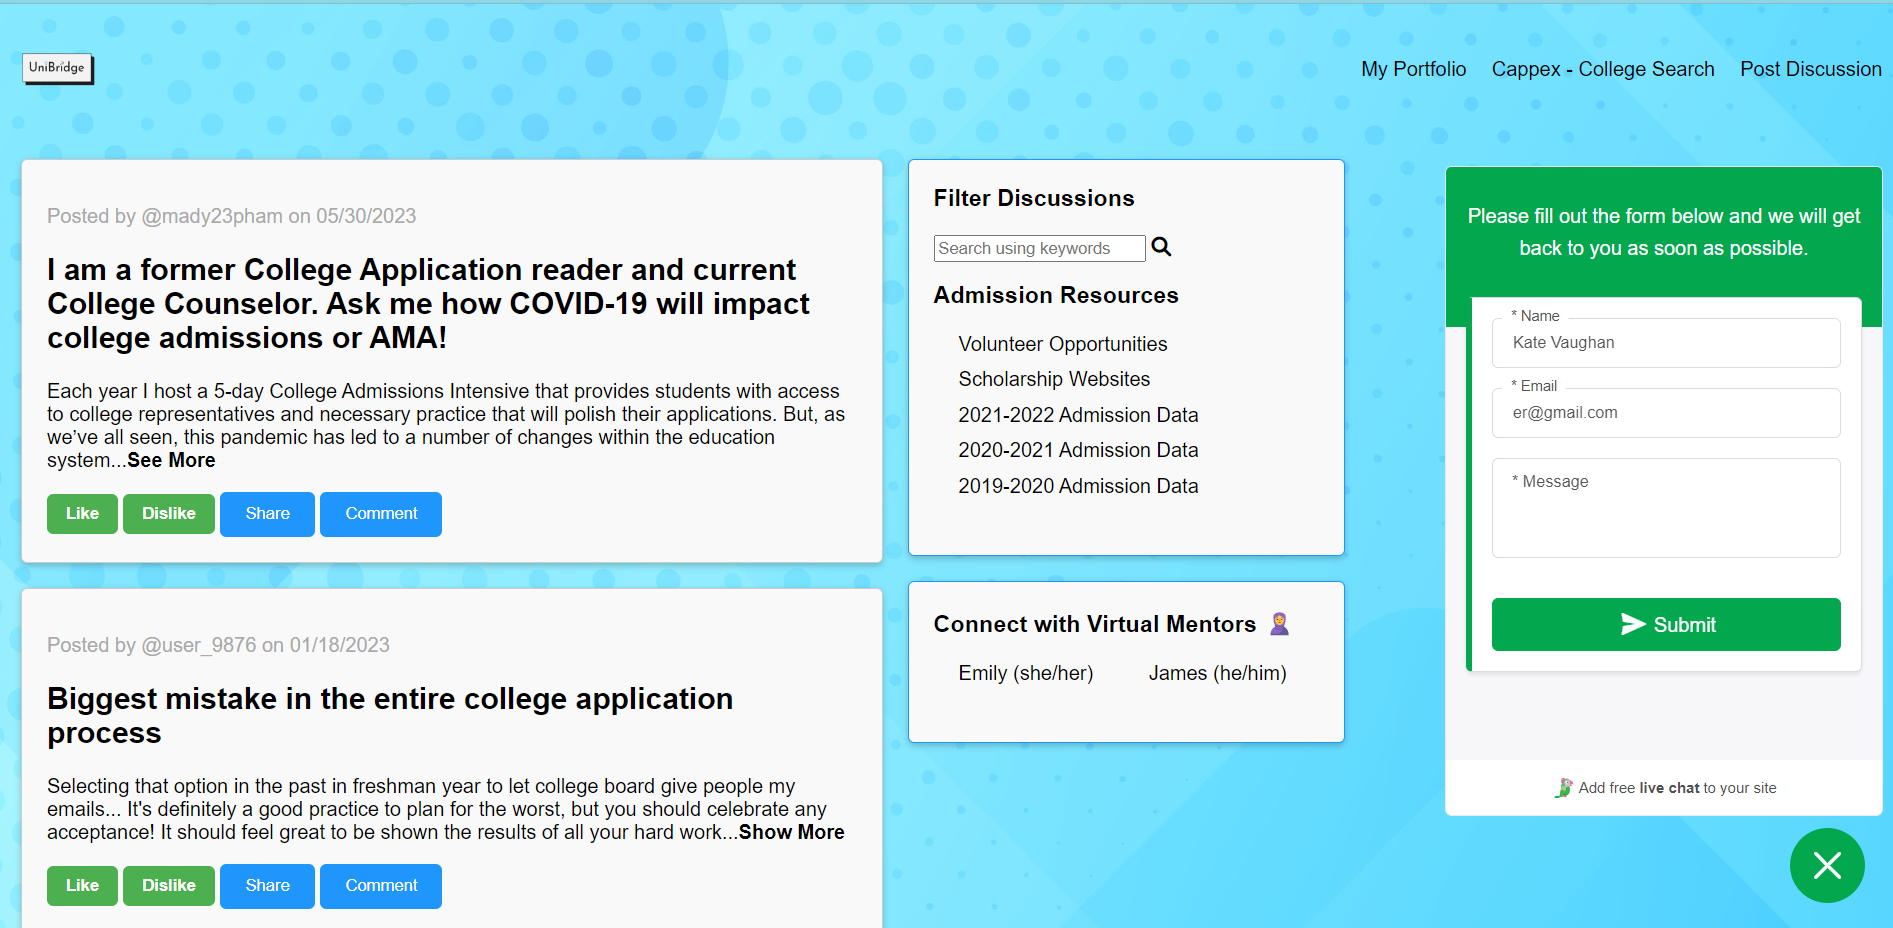 UniBridge
My Portfolio
Cappex - College Search
Post Discussion
Posted by @mady23pham on 05/30/2023
I am a former College Application reader and current
College Counselor. Ask me how COVID-19 will impact
college admissions or AMA!
Each year I host a 5-day College Admissions Intensive that provides students with access
to college representatives and necessary practice that will polish their applications. But, as
we’ve all seen, this pandemic has led to a number of changes within the education
system...See More
Like
Dislike
Share
Comment
Posted by @user_9876 on 01/18/2023
Biggest mistake in the entire college application
process
Selecting that option in the past in freshman year to let college board give people my
emails... It's definitely a good practice to plan for the worst, but you should celebrate any
acceptance! It should feel great to be shown the results of all your hard work...Show More
Like
Dislike
Share
Comment
Filter Discussions
Search using keywords
Admission Resources
Volunteer Opportunities
Scholarship Websites
2021-2022 Admission Data
2020-2021 Admission Data
2019-2020 Admission Data
Connect with Virtual Mentors
Emily (she/her)
James (he/him)
Please fill out the form below and we will get
back to you as soon as possible.
* Name
Kate Vaughan
* Email
er@gmail.com
* Message
Submit
Add free live chat to your site